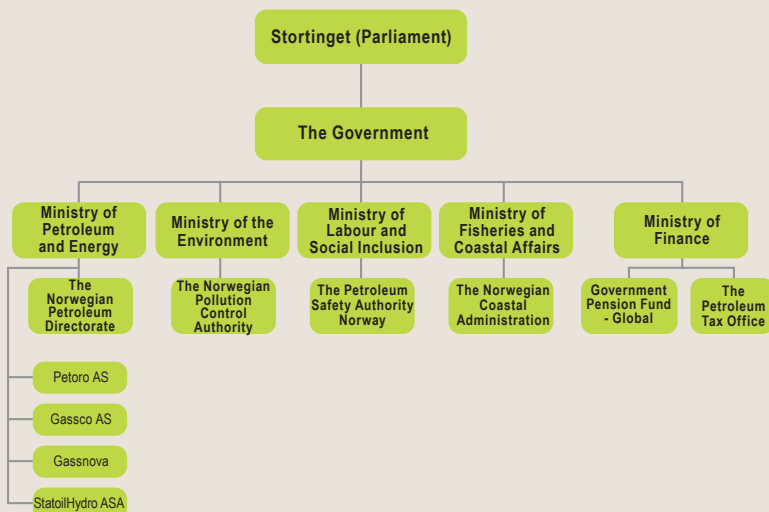 Stortinget (Parliament)
The Government
Ministry of
Petroleum
and Energy
Ministry of the
Environment
Ministry of
Labour and
Social Inclusion
Ministry of
Fisheries and
Coastal Affairs
Ministry of
Finance
The
Norwegian
Petroleum
Directorate
The Norwegian
Pollution
Control
Authority
The Petroleum
Safety Authority
Norway
The Norwegian
Coastal
Administration
Government
Pension Fund
- Global
The
Petroleum
Tax Office
Petoro AS
Gassco AS
Gassnova
StatoilHydro ASA